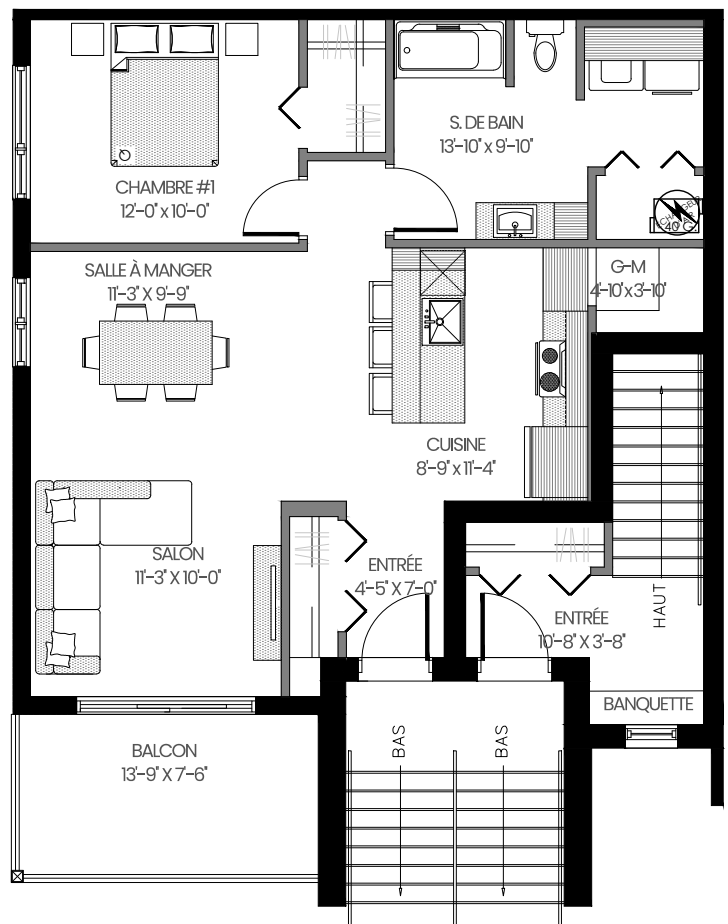 S. DE BAIN
13'-10" x 9'-10"
CHAMBRE #1
12'-0" x 10'-0"
40 G
SALLE À MANGER
11'-3" X 9'-9"
G-M
4'-10" x 3'-10"
CUISINE
8'-9" x 11'-4"
SALON
11'-3" X 10'-0"
ENTRÉE
4'-5" X 7'-0"
HAUT
ENTRÉE
10'-8" X 3'-8"
BANQUETTE
BAS
BAS
BALCON
13'-9" X 7'-6"